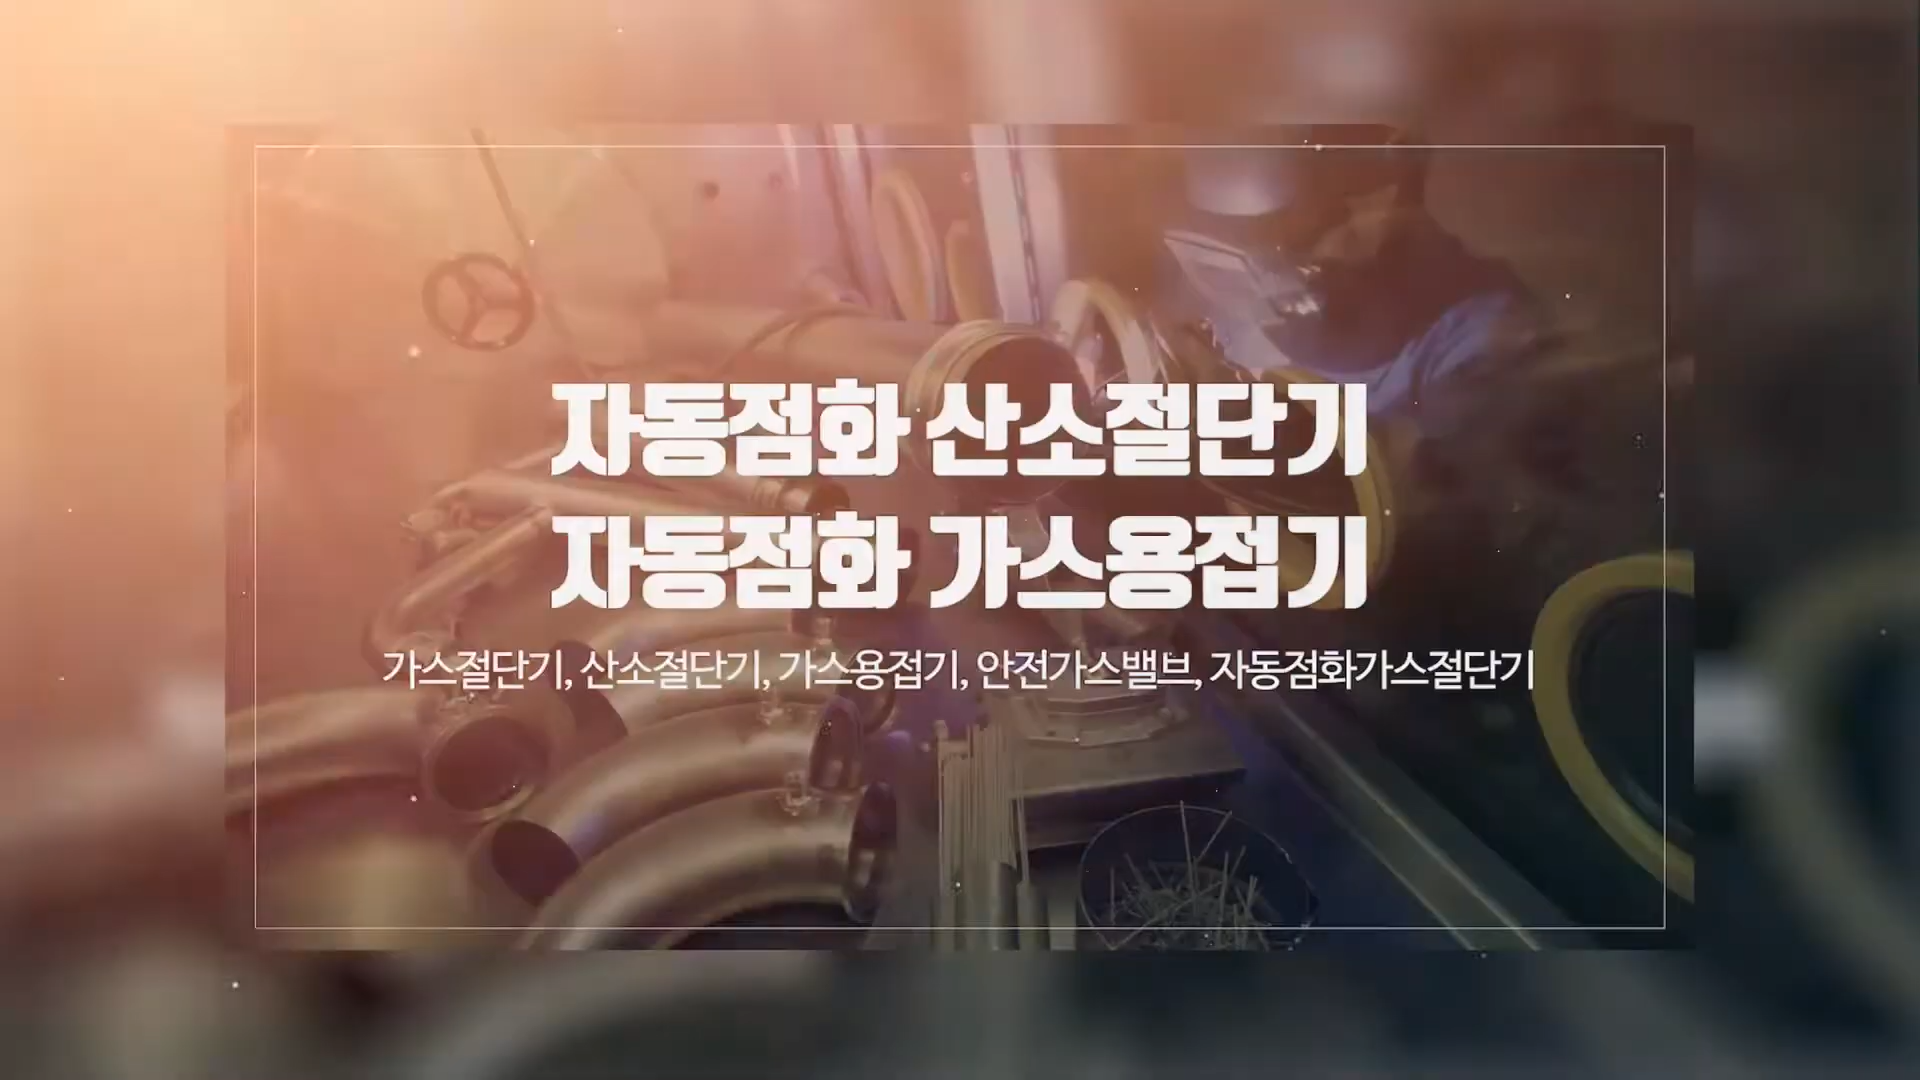 자동점화 산소절단기
자동점화 가스용접기
가스절단기, 산소절단기, 가스용접기, 안전가스밸브, 자동점화가스절단기